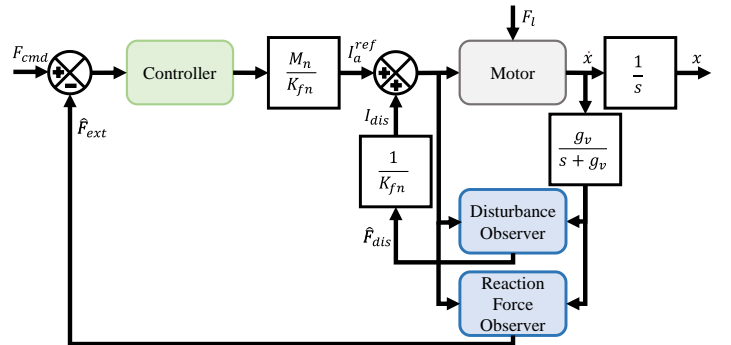 F_l
F_cmd
Controller
M_n
K_fn
I_a^ref
Motor
ẋ
1
s
x
F̂_ext
I_dis
1
K_fn
g_v
s + g_v
F̂_dis
Disturbance
Observer
Reaction
Force
Observer